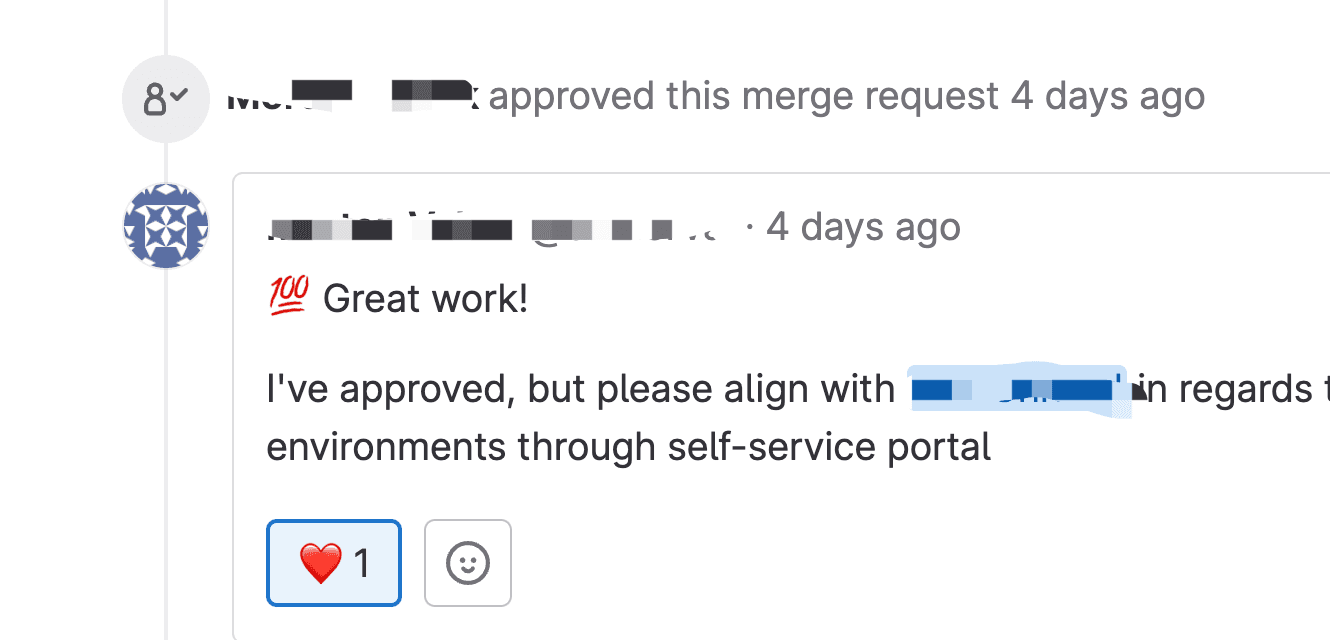 approved this merge request 4 days ago
· 4 days ago
💯 Great work!
I've approved, but please align with in regards
environments through self-service portal
❤️ 1